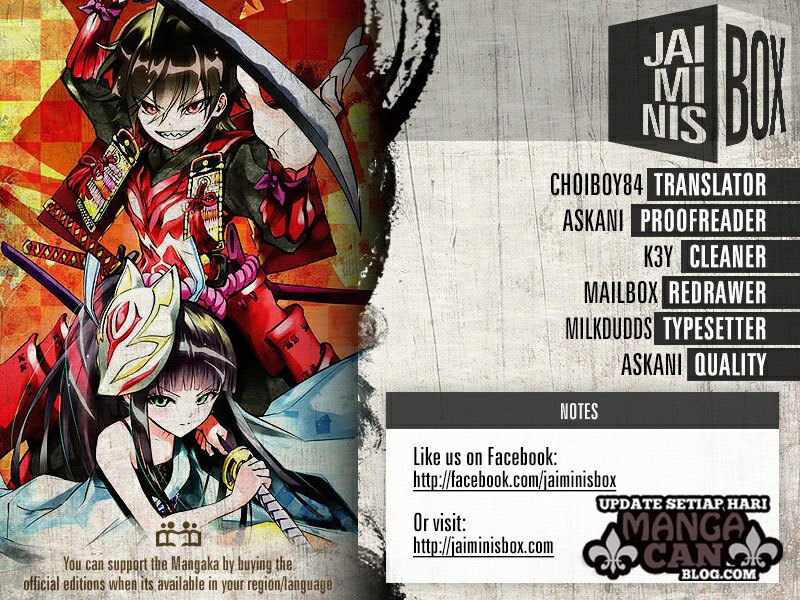 JAI
MI
NIS
BOX
CHOIBOY84 TRANSLATOR
ASKANI PROOFREADER
K3Y CLEANER
MAILBOX REDRAWER
MILKDUDDS TYPESETTER
ASKANI QUALITY
NOTES
Like us on Facebook:
http://facebook.com/jaiminisbox
Or visit:
http://jaiminisbox.com
UPDATE SETIAP HARI
MANGA
CAN
BLOG.COM
You can support the Mangaka by buying the
official editions when its available in your region/language